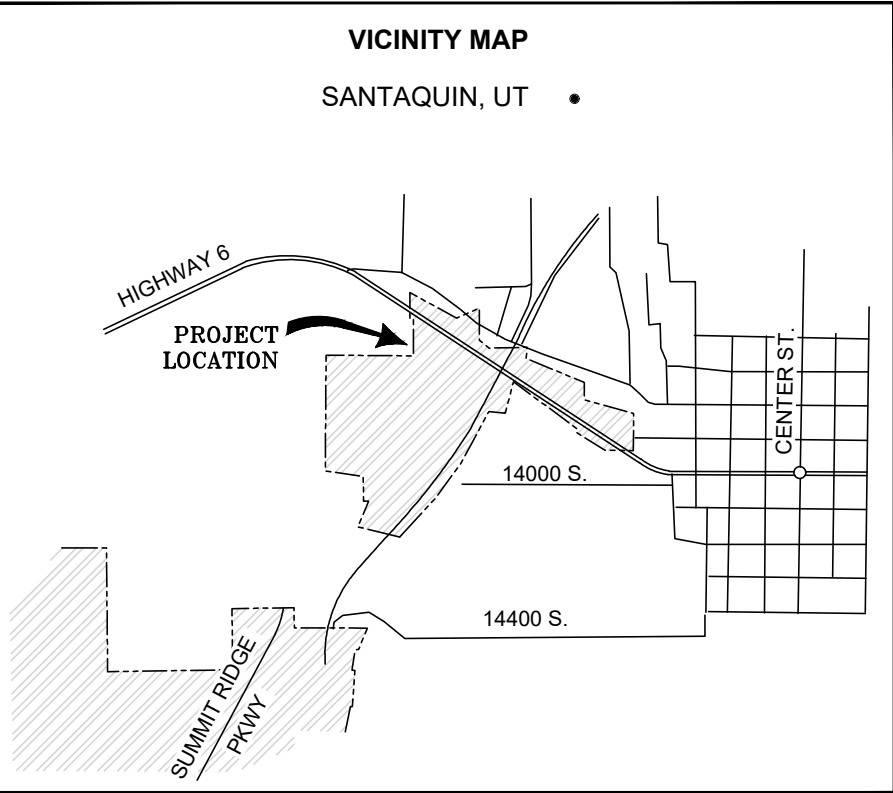 VICINITY MAP
SANTAQUIN, UT
HIGHWAY 6
PROJECT
LOCATION
CENTER ST.
14000 S.
14400 S.
SUMMIT RIDGE
PKWY